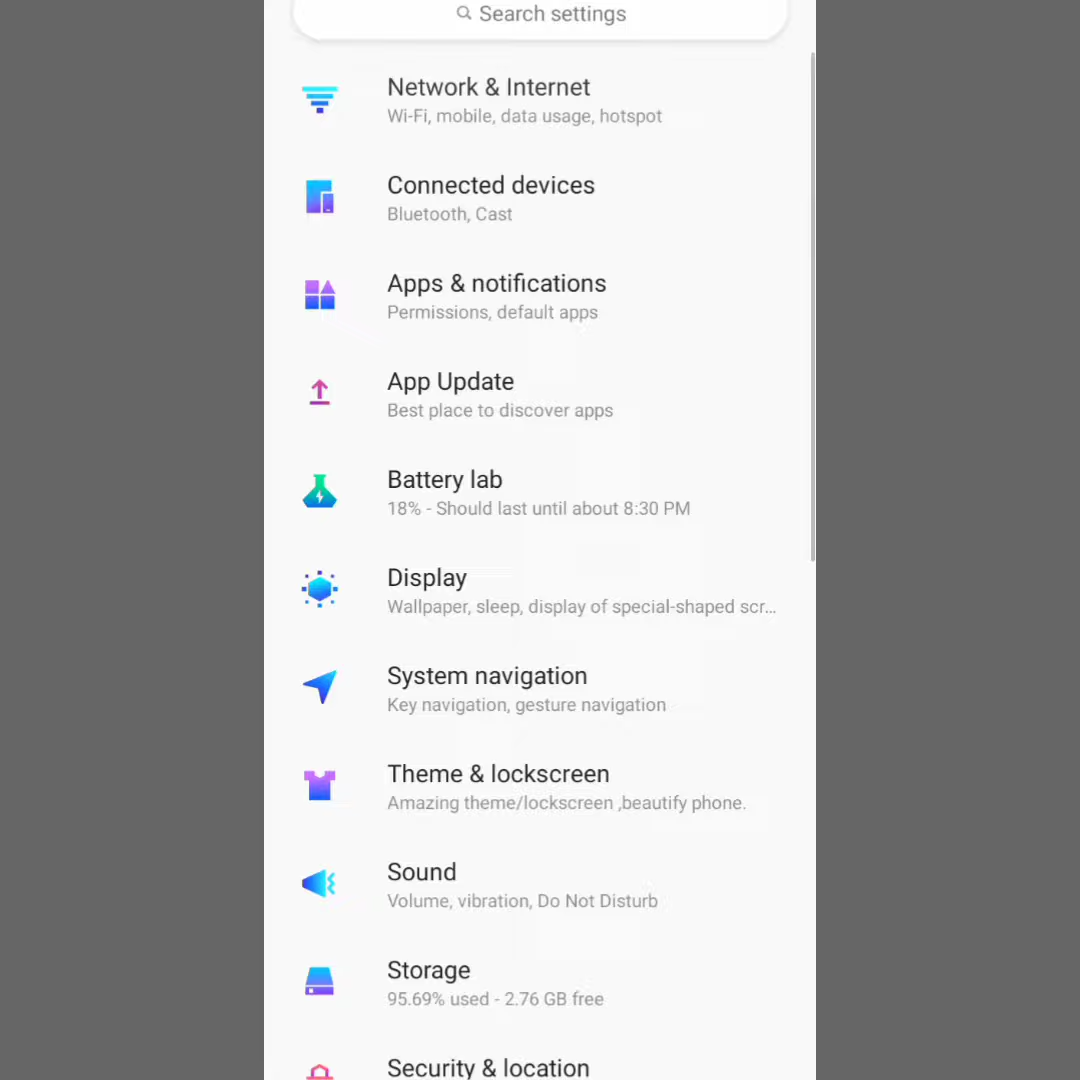 Search settings
Network & Internet
Wi-Fi, mobile, data usage, hotspot
Connected devices
Bluetooth, Cast
Apps & notifications
Permissions, default apps
App Update
Best place to discover apps
Battery lab
18% - Should last until about 8:30 PM
Display
Wallpaper, sleep, display of special-shaped scr...
System navigation
Key navigation, gesture navigation
Theme & lockscreen
Amazing theme/lockscreen ,beautify phone.
Sound
Volume, vibration, Do Not Disturb
Storage
95.69% used - 2.76 GB free
Security & location